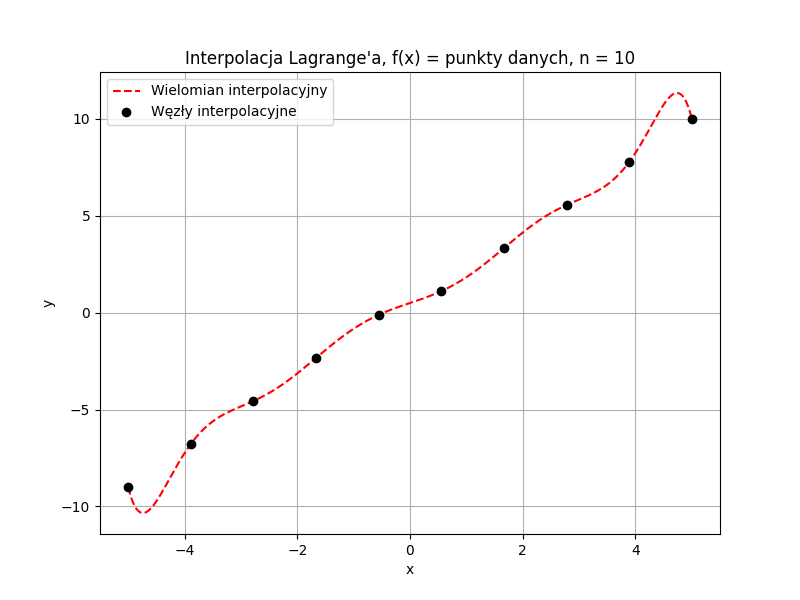 Interpolacja Lagrange'a, f(x) = punkty danych, n = 10
Wielomian interpolacyjny
Węzły interpolacyjne
10
5
0
−5
−10
y
−4
−2
0
2
4
x